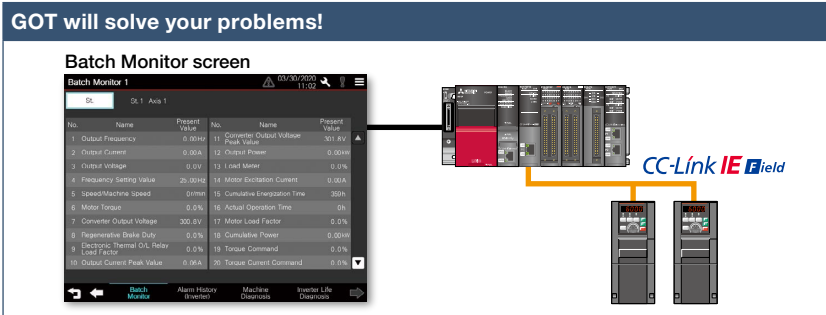 GOT will solve your problems!
Batch Monitor screen
Batch Monitor 1
03/30/2020
11:02
St.
St.1 Axis 1
No. Name Present Value No. Name Present Value
1 Output Frequency 0.00Hz 11 Converter Output Voltage Peak Value 301.8V
2 Output Current 0.00A 12 Output Power 0.00kW
3 Output Voltage 0.0V 13 Load Meter 0.0%
4 Frequency Setting Value 25.00Hz 14 Motor Excitation Current 0.00A
5 Speed/Machine Speed 0r/min 15 Cumulative Energization Time 359h
6 Motor Torque 0.0% 16 Actual Operation Time 0h
7 Converter Output Voltage 300.8V 17 Motor Load Factor 0.0%
8 Regenerative Brake Duty 0.0% 18 Cumulative Power 0.00kW
9 Electronic Thermal O/L Relay Load Factor 0.0% 19 Torque Command 0.0%
10 Output Current Peak Value 0.06A 20 Torque Current Command 0.0%
Batch Monitor
Alarm History (Inverter)
Machine Diagnosis
Inverter Life Diagnosis
CC-Link IE Field